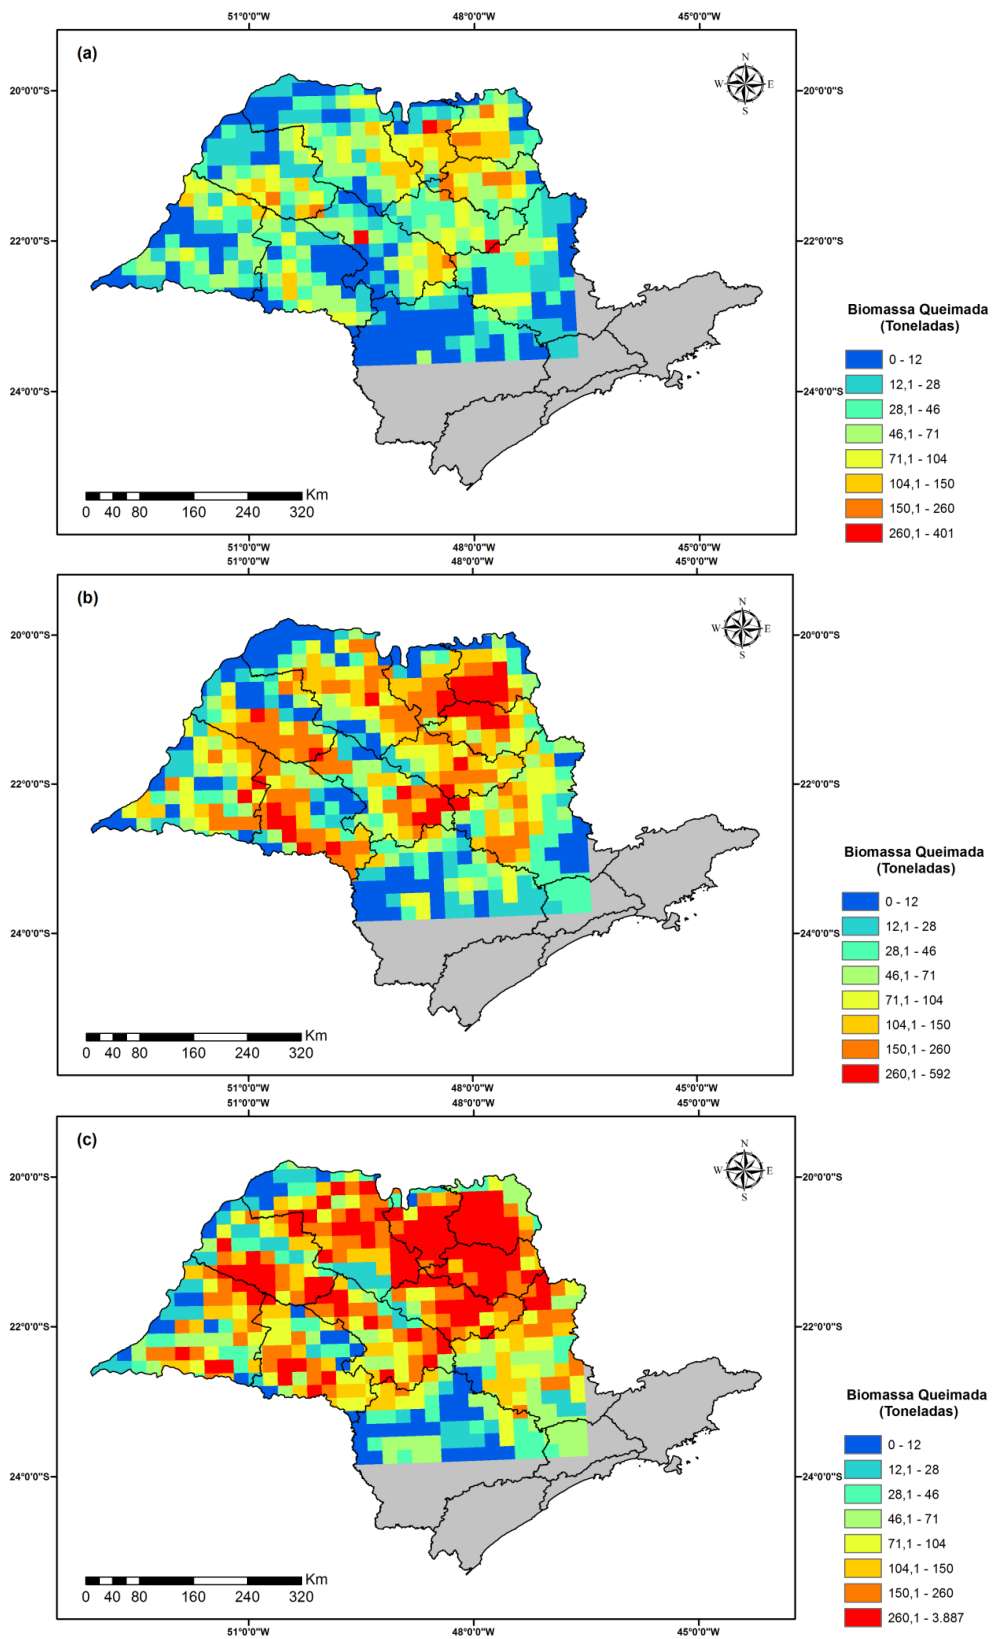 51°0'0"W 48°0'0"W 45°0'0"W
(a)
N
W E
S
20°0'0"S 20°0'0"S
22°0'0"S 22°0'0"S
24°0'0"S 24°0'0"S
Biomassa Queimada
(Toneladas)
0 - 12
12,1 - 28
28,1 - 46
46,1 - 71
71,1 - 104
104,1 - 150
150,1 - 260
260,1 - 401
Km
0 40 80 160 240 320
51°0'0"W 48°0'0"W 45°0'0"W
51°0'0"W 48°0'0"W 45°0'0"W
(b)
N
W E
S
20°0'0"S 20°0'0"S
22°0'0"S 22°0'0"S
24°0'0"S 24°0'0"S
Biomassa Queimada
(Toneladas)
0 - 12
12,1 - 28
28,1 - 46
46,1 - 71
71,1 - 104
104,1 - 150
150,1 - 260
260,1 - 592
Km
0 40 80 160 240 320
51°0'0"W 48°0'0"W 45°0'0"W
51°0'0"W 48°0'0"W 45°0'0"W
(c)
N
W E
S
20°0'0"S 20°0'0"S
22°0'0"S 22°0'0"S
24°0'0"S 24°0'0"S
Biomassa Queimada
(Toneladas)
0 - 12
12,1 - 28
28,1 - 46
46,1 - 71
71,1 - 104
104,1 - 150
150,1 - 260
260,1 - 3.887
Km
0 40 80 160 240 320
51°0'0"W 48°0'0"W 45°0'0"W